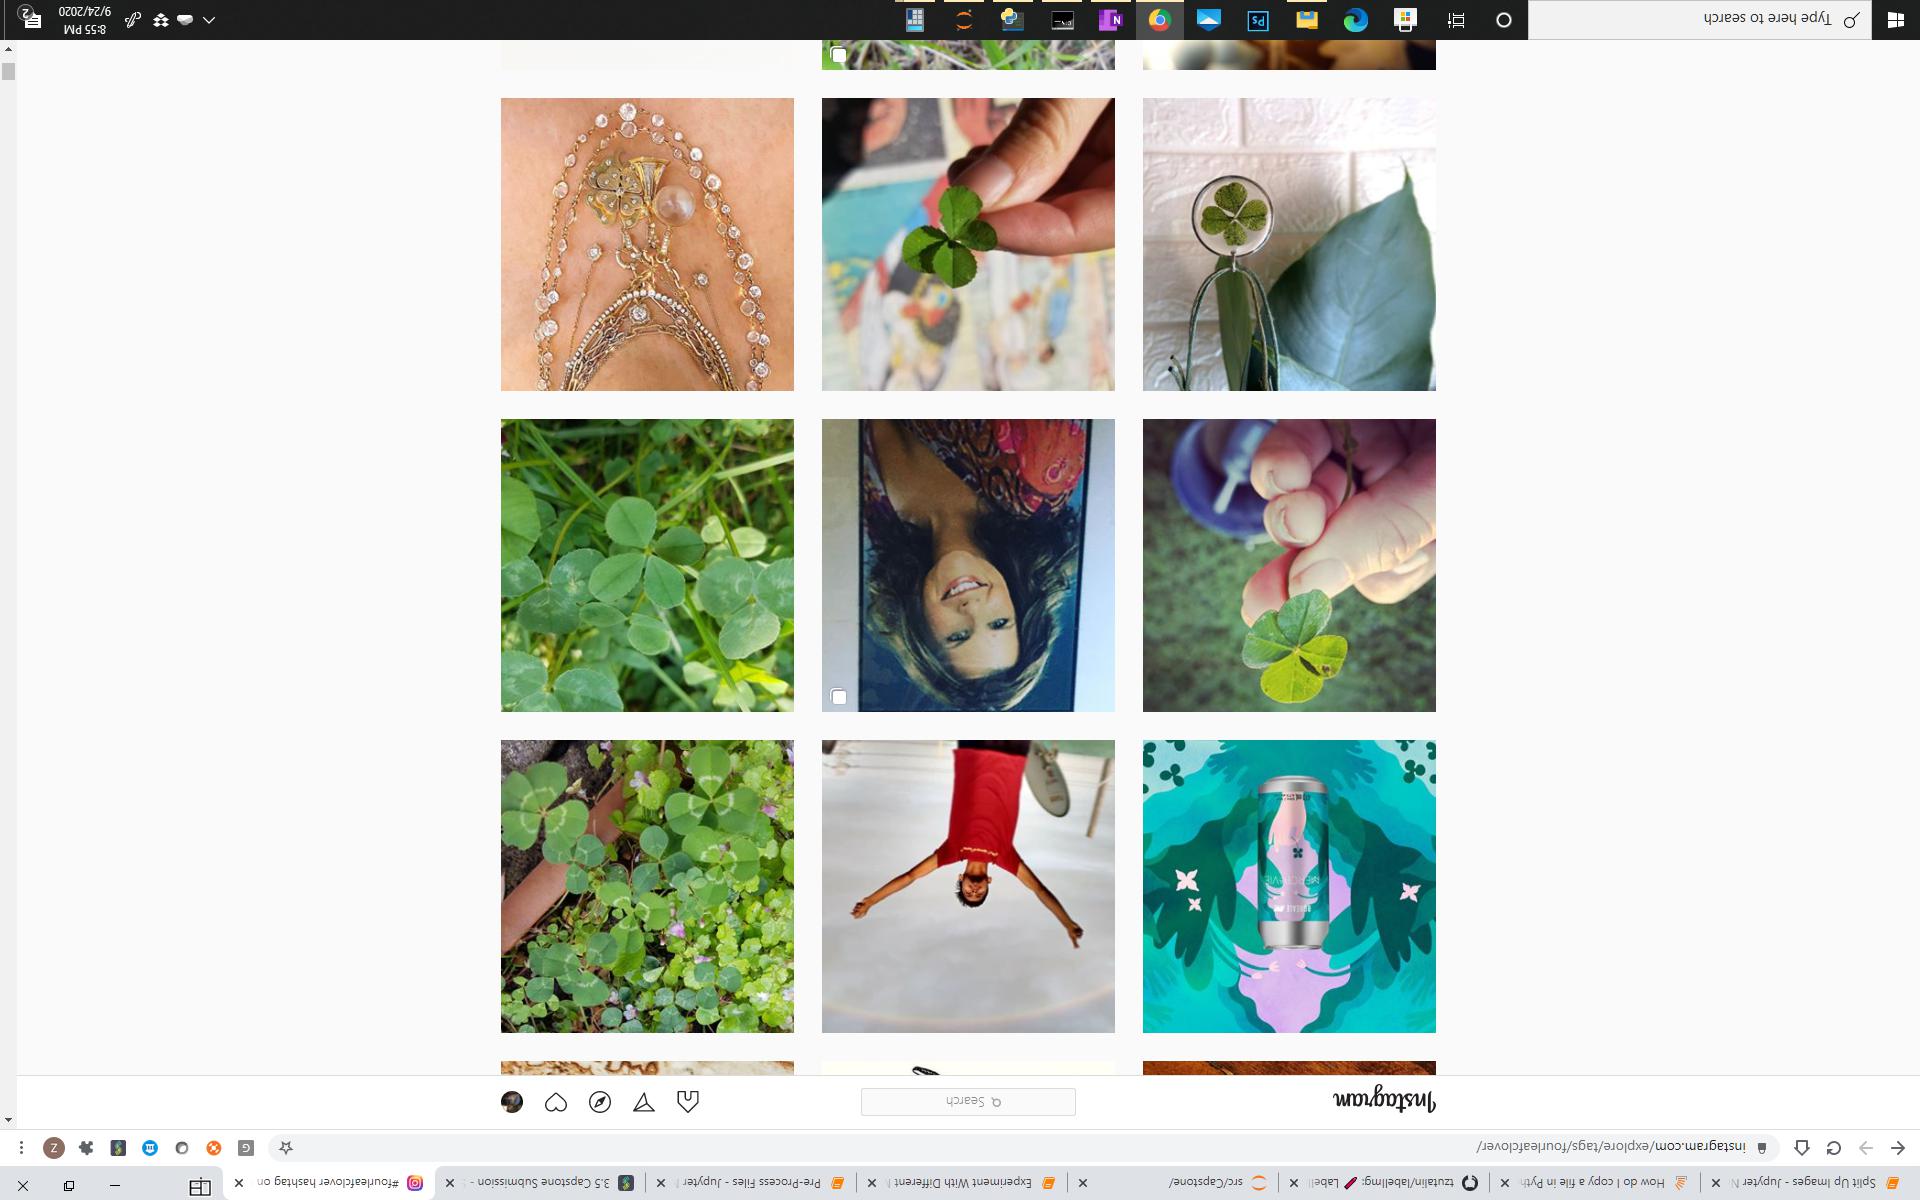 Split Up Images - Jupyter N
How do I copy a file in Pyth
tzutalin/labelImg: Label
src/Capstone/
Experiment With Different N
Pre-Process Files - Jupyter
3.5 Capstone Submission -
#fourleafclover hashtag on
instagram.com/explore/tags/fourleafclover/
Z
Instagram
Search
Type here to search
8:55 PM
9/24/2020
2